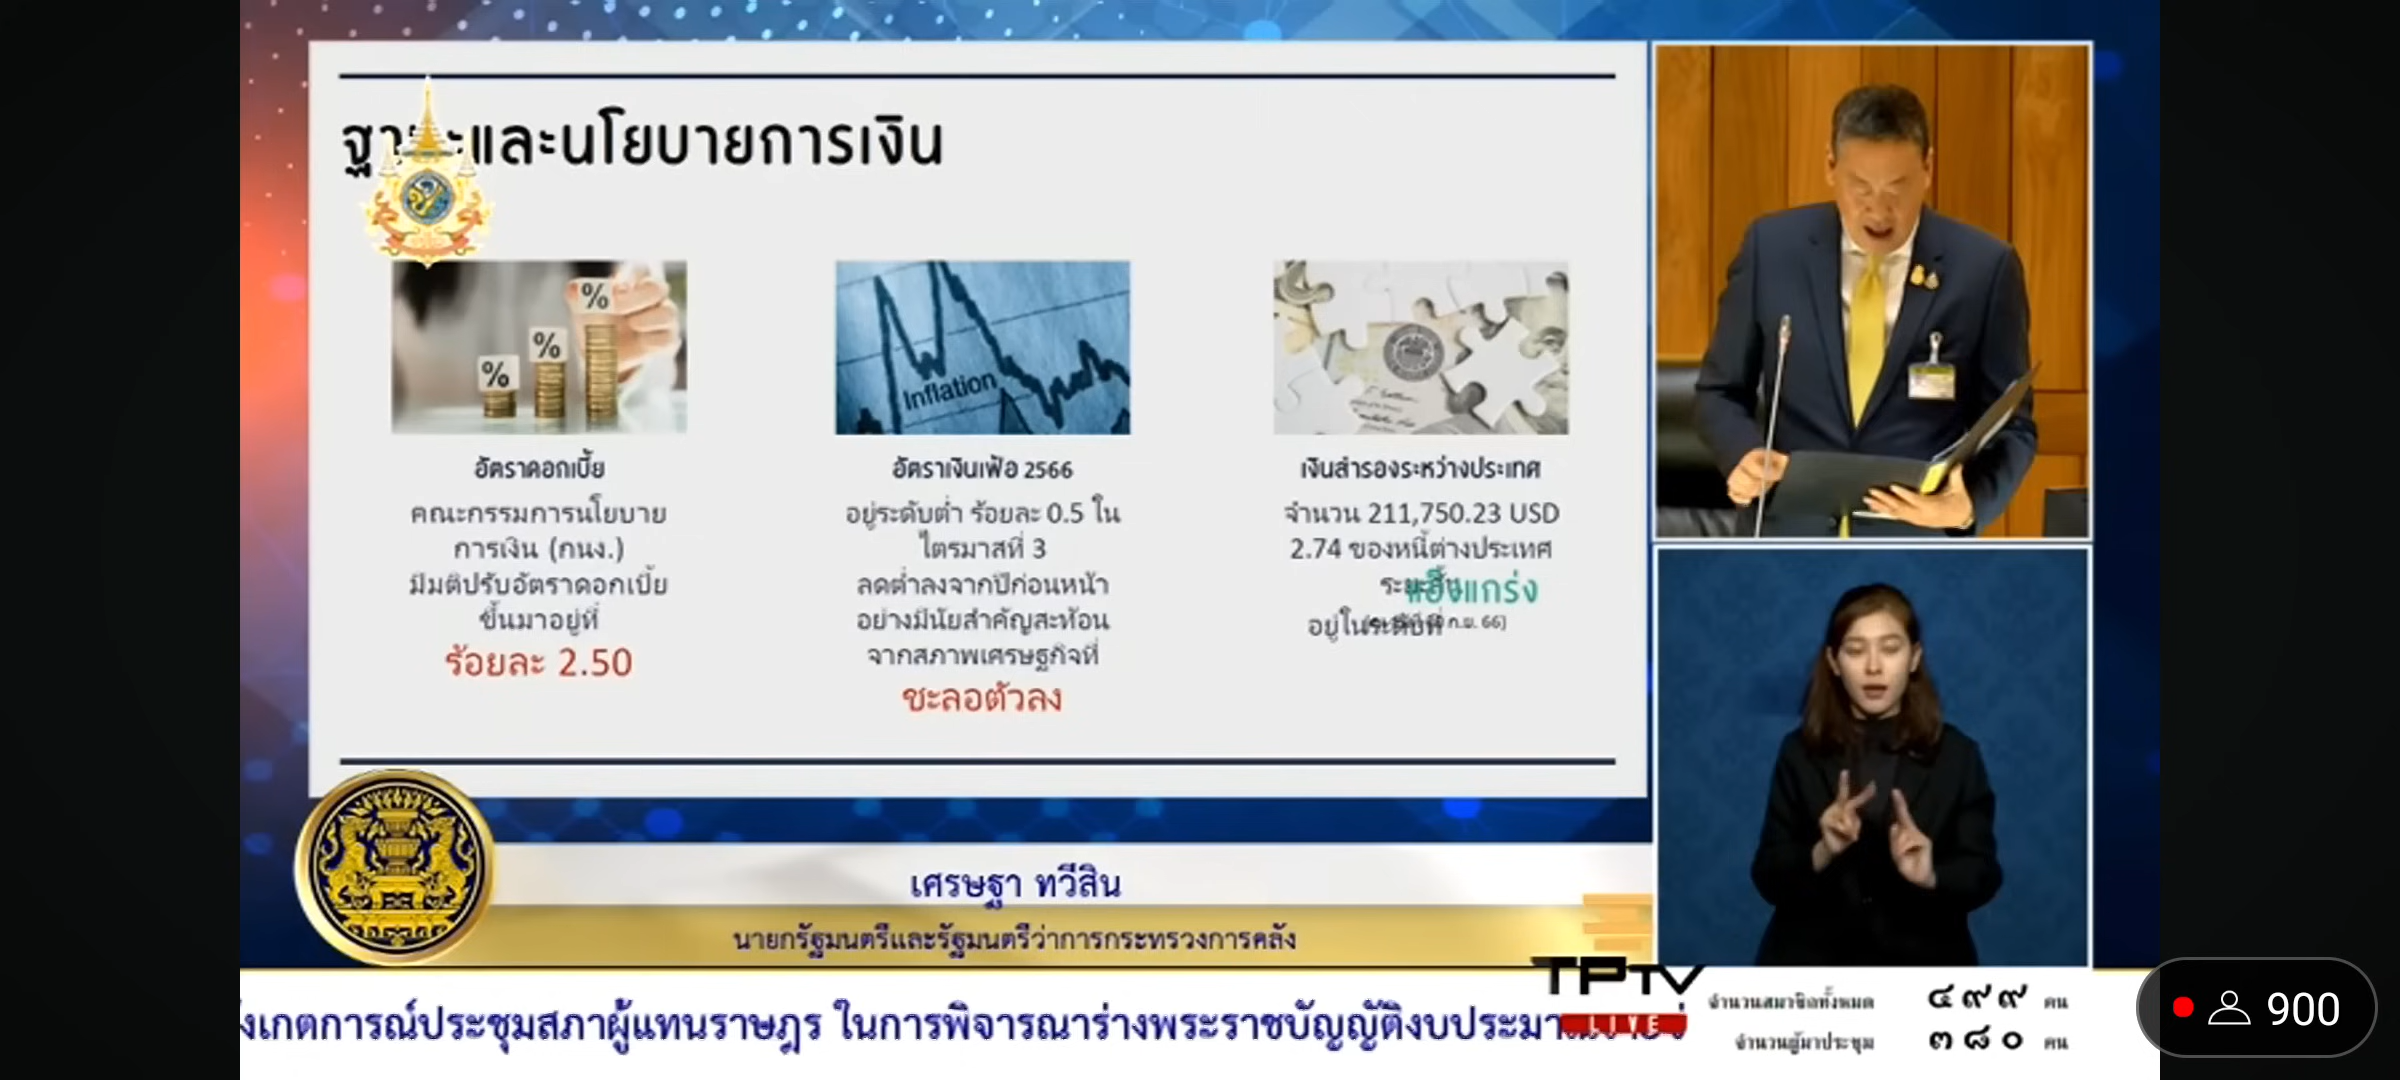 และนโยบายการเงิน
%
%
%
Inflation
อัตราดอกเบี้ย
คณะกรรมการนโยบาย
การเงิน (กนง.)
มีมติปรับอัตราดอกเบี้ย
ขึ้นมาอยู่ที่
ร้อยละ 2.50
อัตราเงินเฟ้อ 2566
อยู่ระดับต่ำ ร้อยละ 0.5 ใน
ไตรมาสที่ 3
ลดต่ำลงจากปีก่อนหน้า
อย่างมีนัยสำคัญสะท้อน
จากสภาพเศรษฐกิจที่
ชะลอตัวลง
เงินสำรองระหว่างประเทศ
จำนวน 211,750.23 USD
2.74 ของหนี้ต่างประเทศ
แข็งแกร่ง
อยู่ในระดับที่
ก.ย. 66)
เศรษฐา ทวีสิน
นายกรัฐมนตรีและรัฐมนตรีว่าการกระทรวงการคลัง
TPTV
LIVE
งเกตการณ์ประชุมสภาผู้แทนราษฎร ในการพิจารณาร่างพระราชบัญญัติงบประมาณ
จำนวนสมาชิกทั้งหมด ๔๙๙ คน
จำนวนผู้มาประชุม ๓๘๐ คน
900